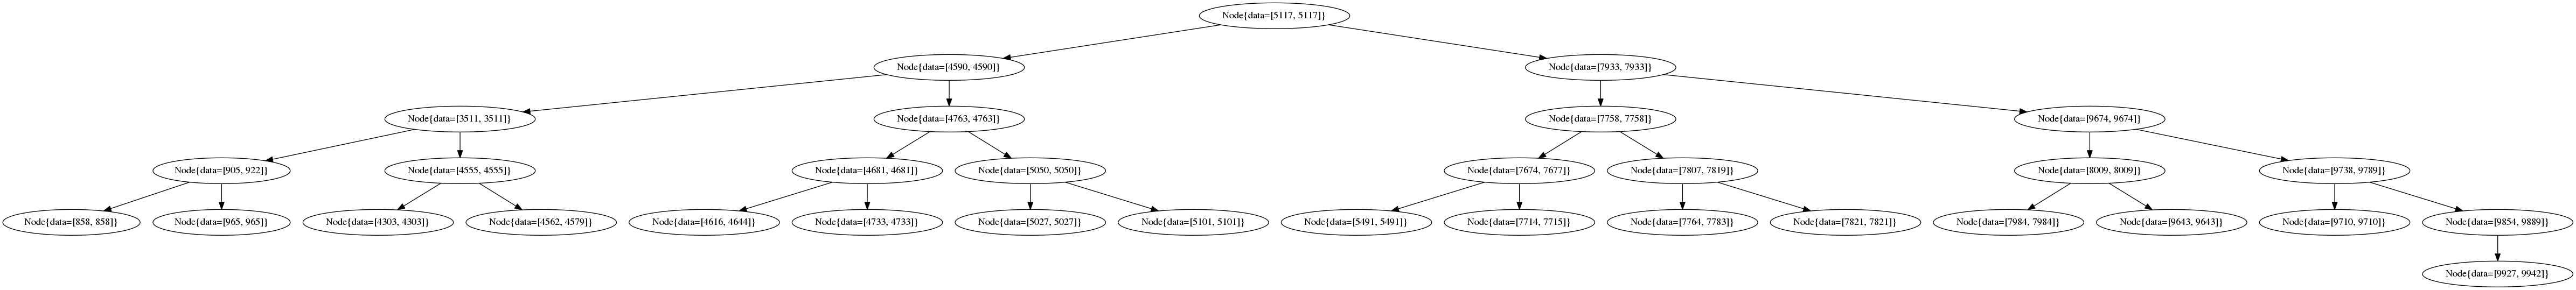 Node{data=[5117, 5117]}
Node{data=[4590, 4590]}
Node{data=[7933, 7933]}
Node{data=[3511, 3511]}
Node{data=[4763, 4763]}
Node{data=[7758, 7758]}
Node{data=[9674, 9674]}
Node{data=[905, 922]}
Node{data=[4555, 4555]}
Node{data=[4681, 4681]}
Node{data=[5050, 5050]}
Node{data=[7674, 7677]}
Node{data=[7807, 7819]}
Node{data=[8009, 8009]}
Node{data=[9738, 9789]}
Node{data=[858, 858]}
Node{data=[965, 965]}
Node{data=[4303, 4303]}
Node{data=[4562, 4579]}
Node{data=[4616, 4644]}
Node{data=[4733, 4733]}
Node{data=[5027, 5027]}
Node{data=[5101, 5101]}
Node{data=[5491, 5491]}
Node{data=[7714, 7715]}
Node{data=[7764, 7783]}
Node{data=[7821, 7821]}
Node{data=[7984, 7984]}
Node{data=[9643, 9643]}
Node{data=[9710, 9710]}
Node{data=[9854, 9889]}
Node{data=[9927, 9942]}